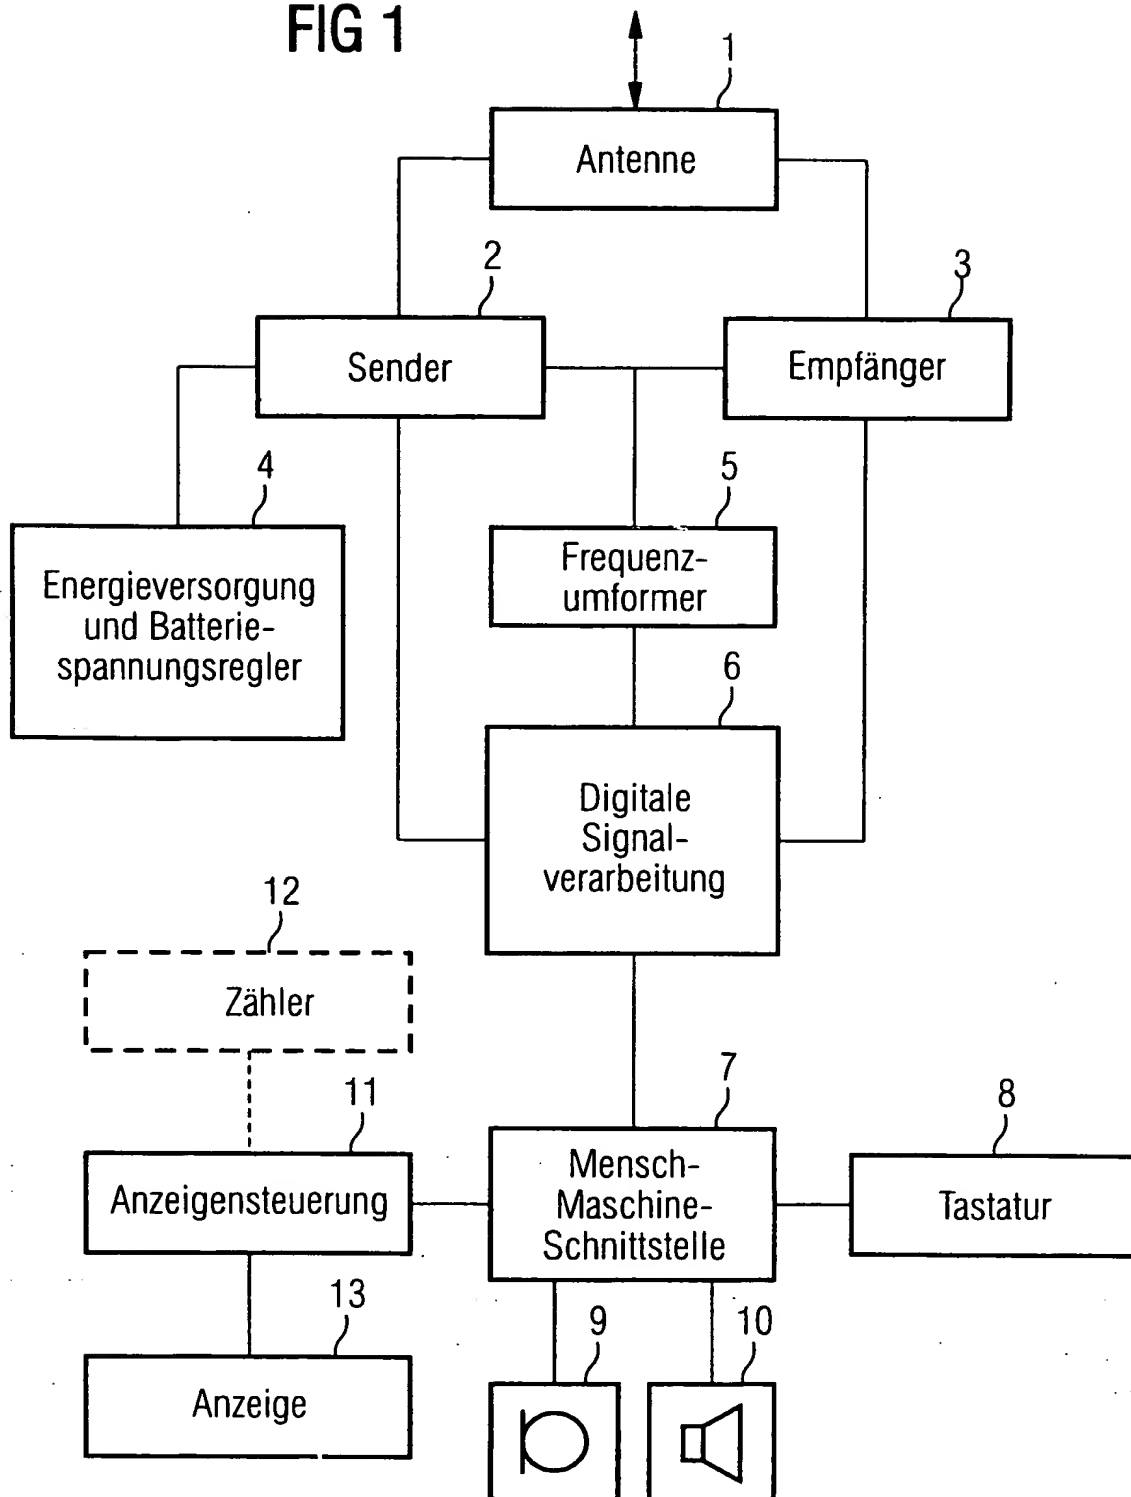 FIG 1
1
Antenne
2
Sender
3
Empfänger
4
Energieversorgung
und Batterie-
spannungsregler
5
Frequenz-
umformer
6
Digitale
Signal-
verarbeitung
12
Zähler
11
Anzeigensteuerung
7
Mensch-
Maschine-
Schnittstelle
8
Tastatur
13
Anzeige
9
10